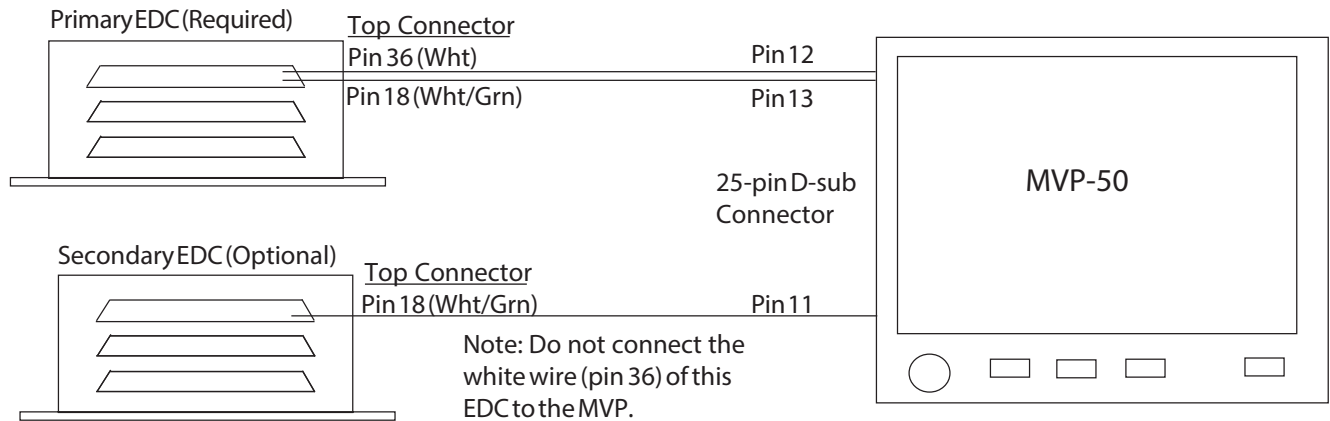 Primary EDC (Required)
Top Connector
Pin 36 (Wht)
Pin 12
Pin 18 (Wht/Grn)
Pin 13
25-pin D-sub
Connector
MVP-50
Secondary EDC (Optional)
Top Connector
Pin 18 (Wht/Grn)
Pin 11
Note: Do not connect the
white wire (pin 36) of this
EDC to the MVP.